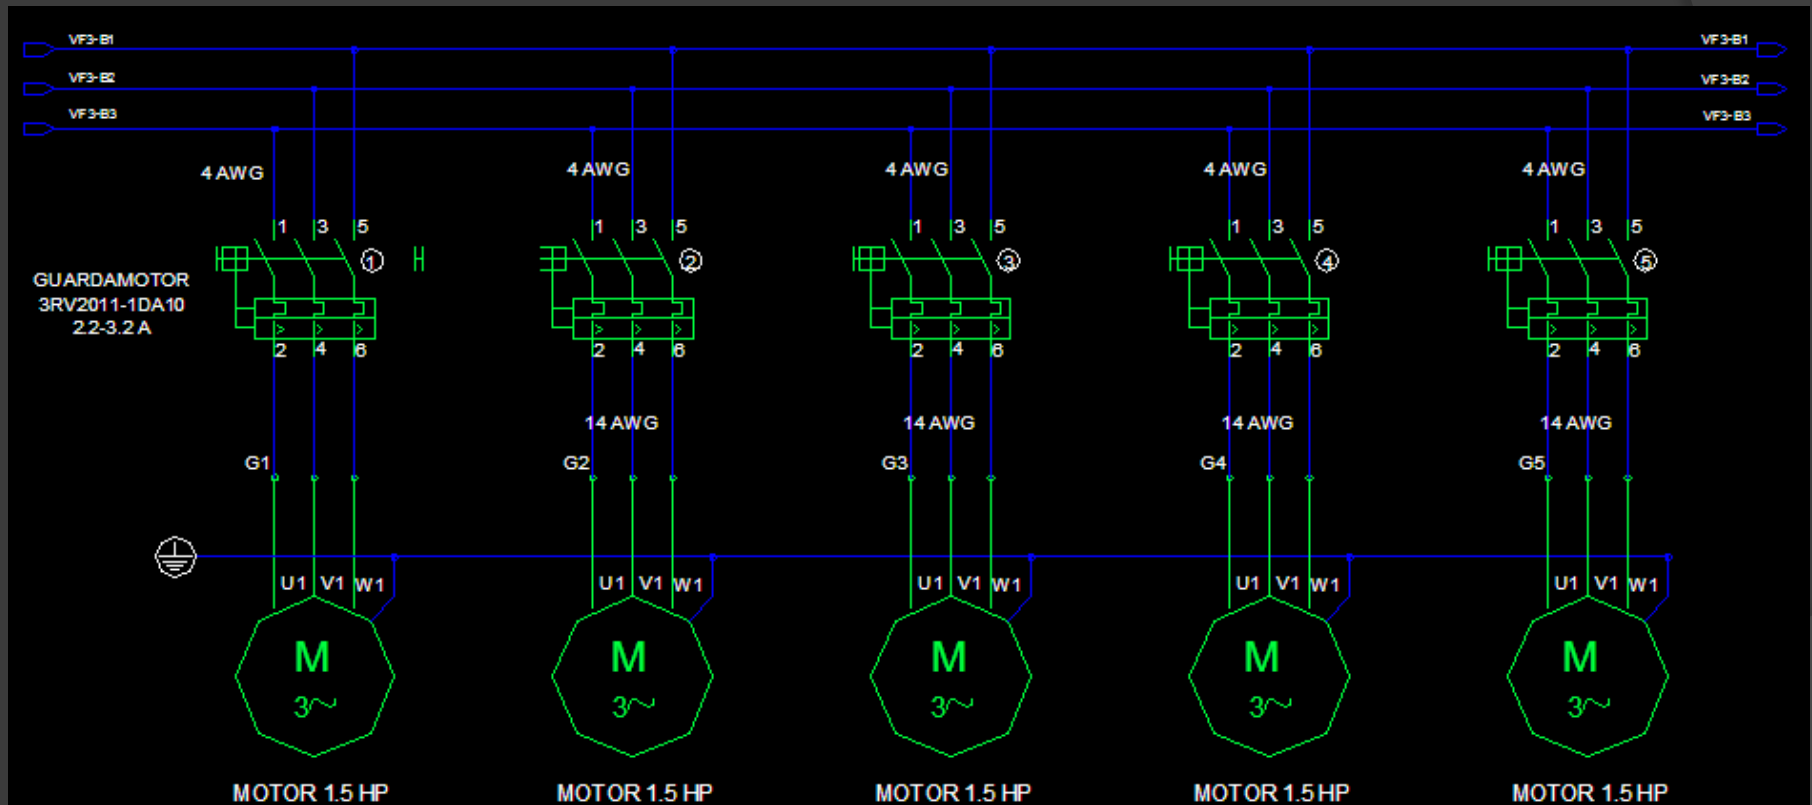 VF3-B1 VF3-B1
VF3-B2 VF3-B2
VF3-B3 VF3-B3
4 AWG 4 AWG 4 AWG 4 AWG 4 AWG
1 3 5 1 3 5 1 3 5 1 3 5 1 3 5
1 2 3 4 5
GUARDAMOTOR
3RV2011-1DA10
2.2-3.2 A
2 4 6 2 4 6 2 4 6 2 4 6 2 4 6
14 AWG 14 AWG 14 AWG 14 AWG
G1 G2 G3 G4 G5
U1 V1 W1 U1 V1 W1 U1 V1 W1 U1 V1 W1 U1 V1 W1
M M M M M
3~ 3~ 3~ 3~ 3~
MOTOR 1.5 HP MOTOR 1.5 HP MOTOR 1.5 HP MOTOR 1.5 HP MOTOR 1.5 HP